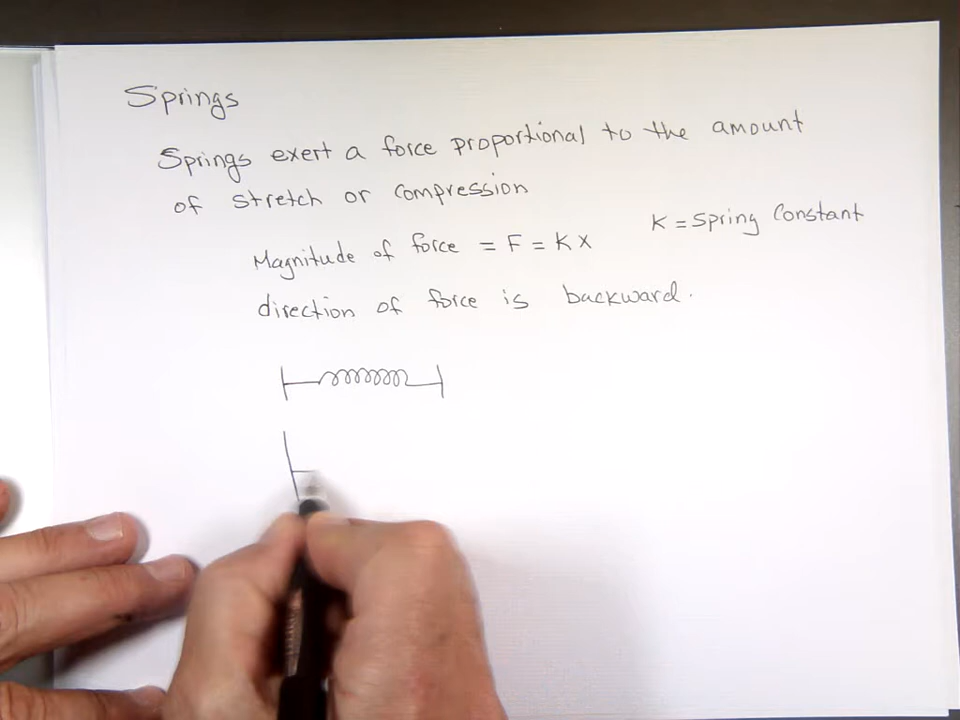 Springs
Springs exert a force proportional to the amount
of stretch or compression
Magnitude of force = F = K x
K = Spring Constant
direction of force is backward.